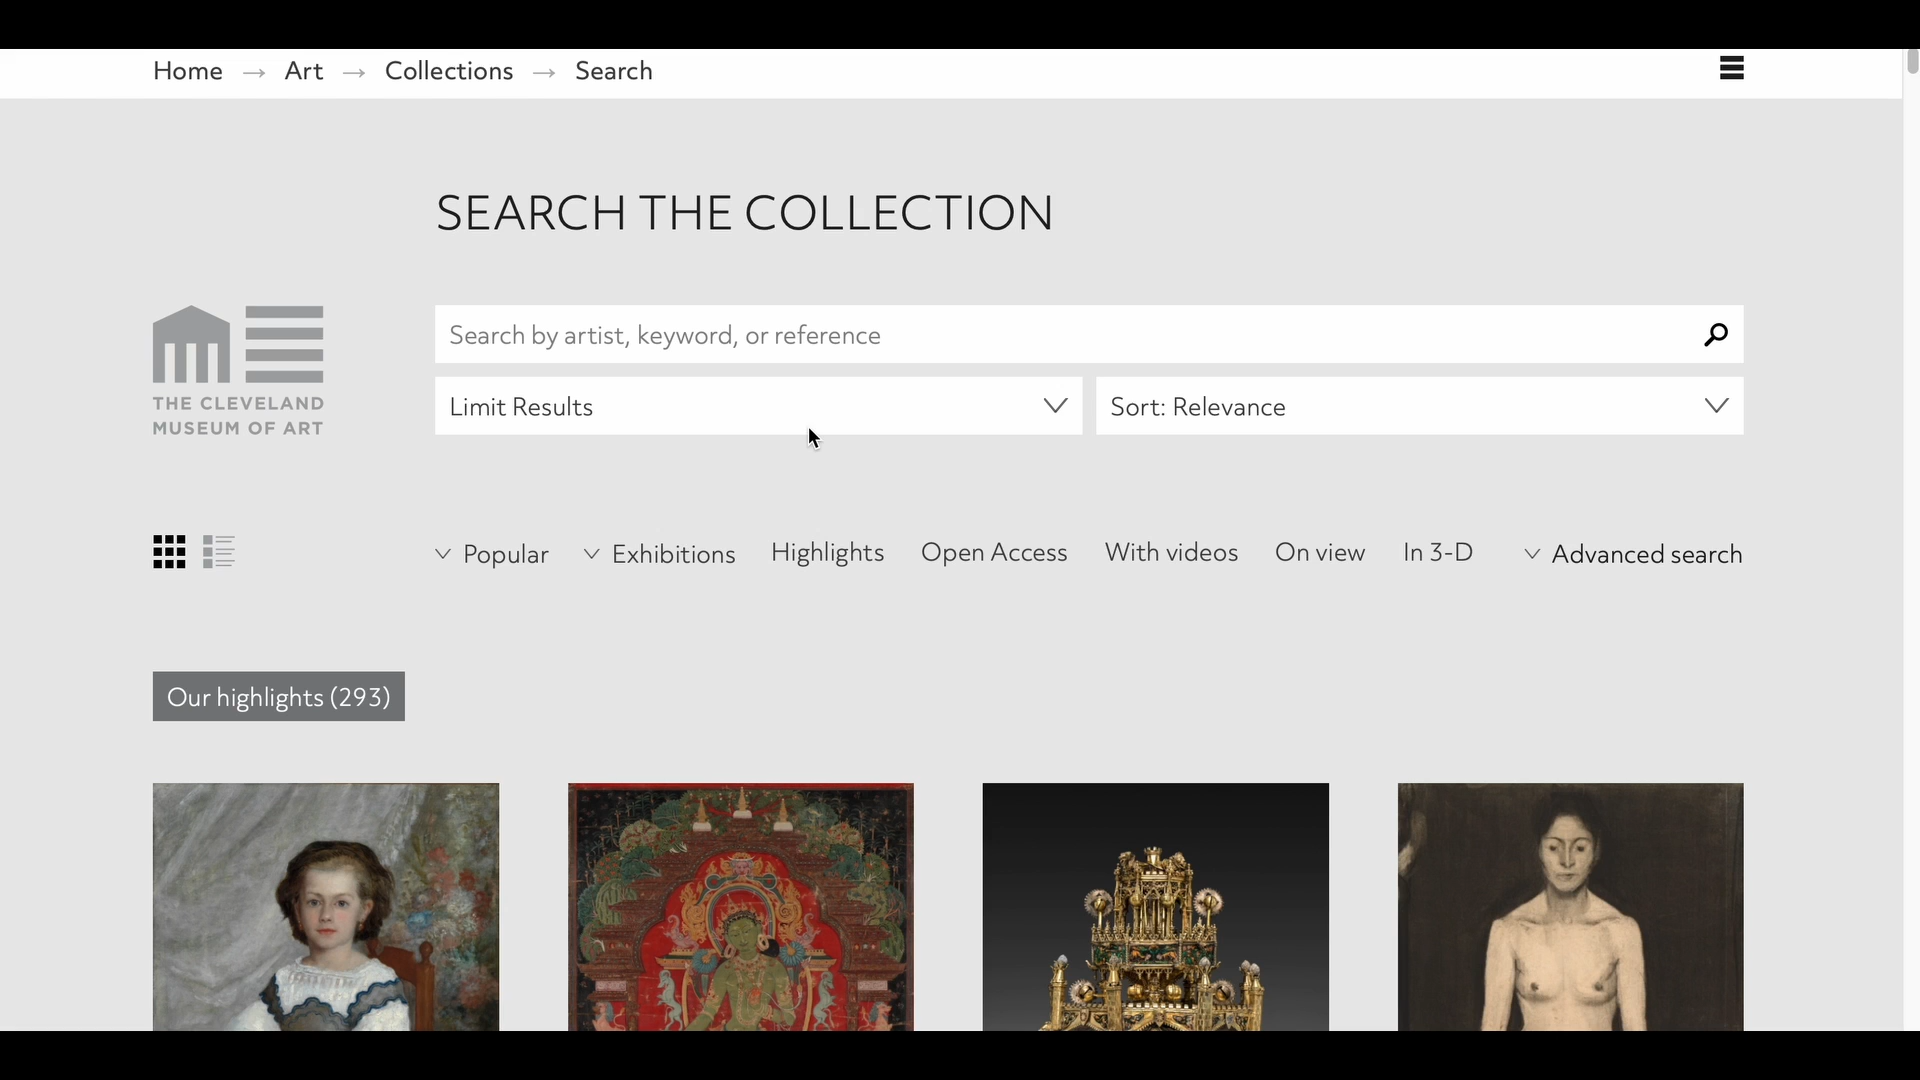 Home → Art → Collections → Search
SEARCH THE COLLECTION
THE CLEVELAND
MUSEUM OF ART
Search by artist, keyword, or reference
Limit Results
Sort: Relevance
Popular
Exhibitions
Highlights
Open Access
With videos
On view
In 3-D
Advanced search
Our highlights (293)